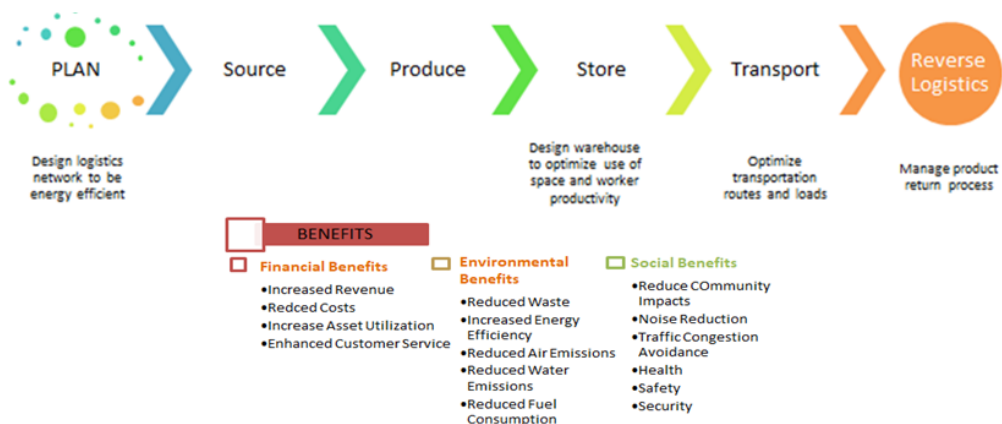 PLAN
Source
Produce
Store
Transport
Reverse
Logistics
Design logistics
network to be
energy efficient
Design warehouse
to optimize use of
space and worker
productivity
Optimize
transportation
routes and loads
Manage product
return process
BENEFITS
Financial Benefits
•Increased Revenue
•Redced Costs
•Increase Asset Utilization
•Enhanced Customer Service
Environmental
Benefits
•Reduced Waste
•Increased Energy
Efficiency
•Reduced Air Emissions
•Reduced Water
Emissions
•Reduced Fuel
Consumption
Social Benefits
•Reduce COmmunity
Impacts
•Noise Reduction
•Traffic Congestion
Avoidance
•Health
•Safety
•Security